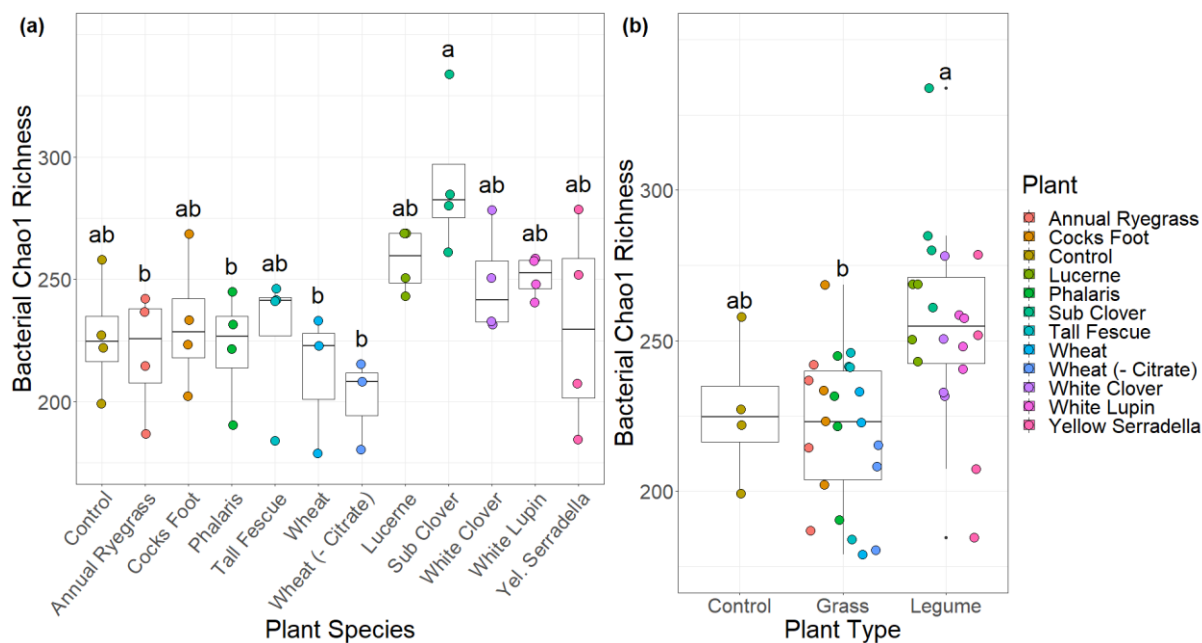 (a)
Bacterial Chao1 Richness
300
250
200
ab
b
ab
b
ab
b
b
ab
a
ab
ab
ab
Control
Annual Ryegrass
Cocks Foot
Phalaris
Tall Fescue
Wheat
Wheat (- Citrate)
Lucerne
Sub Clover
White Clover
White Lupin
Yel. Serradella
Plant Species
(b)
Bacterial Chao1 Richness
300
250
200
ab
b
a
Control
Grass
Legume
Plant Type
Plant
Annual Ryegrass
Cocks Foot
Control
Lucerne
Phalaris
Sub Clover
Tall Fescue
Wheat
Wheat (- Citrate)
White Clover
White Lupin
Yellow Serradella